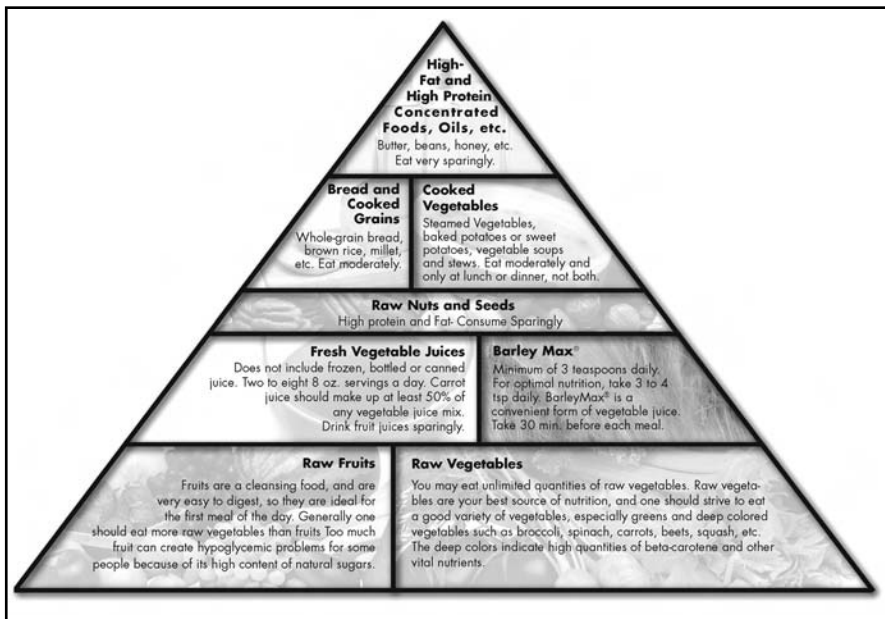 High-
Fat and
High Protein
Concentrated
Foods, Oils, etc.
Butter, beans, honey, etc.
Eat very sparingly.
Bread and
Cooked
Grains
Whole-grain bread,
brown rice, millet,
etc. Eat moderately.
Cooked
Vegetables
Steamed Vegetables,
baked potatoes or sweet
potatoes, vegetable soups
and stews. Eat moderately and
only at lunch or dinner, not both.
Raw Nuts and Seeds
High protein and Fat- Consume Sparingly
Fresh Vegetable Juices
Does not include frozen, bottled or canned
juice. Two to eight 8 oz. servings a day. Carrot
juice should make up at least 50% of
any vegetable juice mix.
Drink fruit juices sparingly.
Barley Max®
Minimum of 3 teaspoons daily.
For optimal nutrition, take 3 to 4
tsp daily. BarleyMax® is a
convenient form of vegetable juice.
Take 30 min. before each meal.
Raw Fruits
Fruits are a cleansing food, and are
very easy to digest, so they are ideal for
the first meal of the day. Generally one
should eat more raw vegetables than fruits Too much
fruit can create hypoglycemic problems for some
people because of its high content of natural sugars.
Raw Vegetables
You may eat unlimited quantities of raw vegetables. Raw vegeta-
bles are your best source of nutrition, and one should strive to eat
a good variety of vegetables, especially greens and deep colored
vegetables such as broccoli, spinach, carrots, beets, squash, etc.
The deep colors indicate high quantities of beta-carotene and other
vital nutrients.